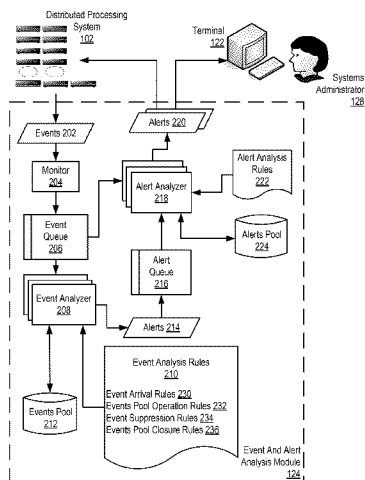 Distributed Processing
System
102
Terminal
122
Systems
Administrator
128
Events 202
Alerts 220
Monitor
204
Alert Analyzer
218
Alert Analysis
Rules
222
Event
Queue
206
Alerts Pool
224
Alert
Queue
216
Event Analyzer
208
Alerts 214
Event Analysis Rules
210
Event Arrival Rules 230
Events Pool Operation Rules 232
Event Suppression Rules 234
Events Pool Closure Rules 236
Events Pool
212
Event And Alert
Analysis Module
124